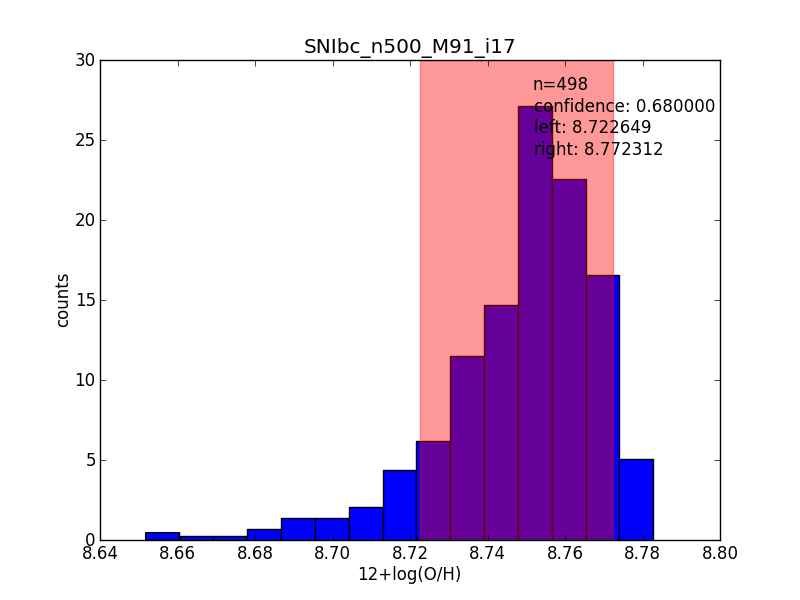 SNIbc_n500_M91_i17
30
25
20
15
10
5
0
counts
n=498
confidence: 0.680000
left: 8.722649
right: 8.772312
8.64 8.66 8.68 8.70 8.72 8.74 8.76 8.78 8.80
12+log(O/H)